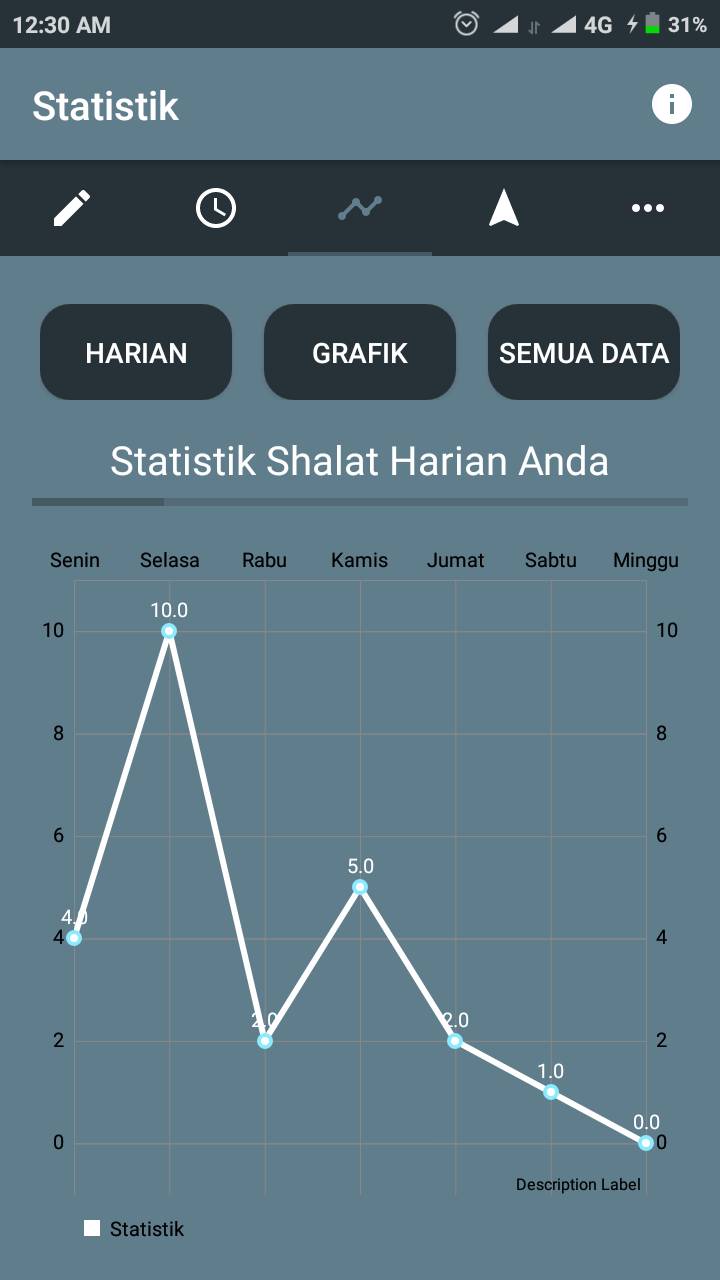 12:30 AM 4G 31%
Statistik
HARIAN GRAFIK SEMUA DATA
Statistik Shalat Harian Anda
Senin Selasa Rabu Kamis Jumat Sabtu Minggu
10.0
10 10
8 8
6 6
5.0
4.0
4 4
2.0 2.0
2 2
1.0
0.0
0 0
Description Label
Statistik